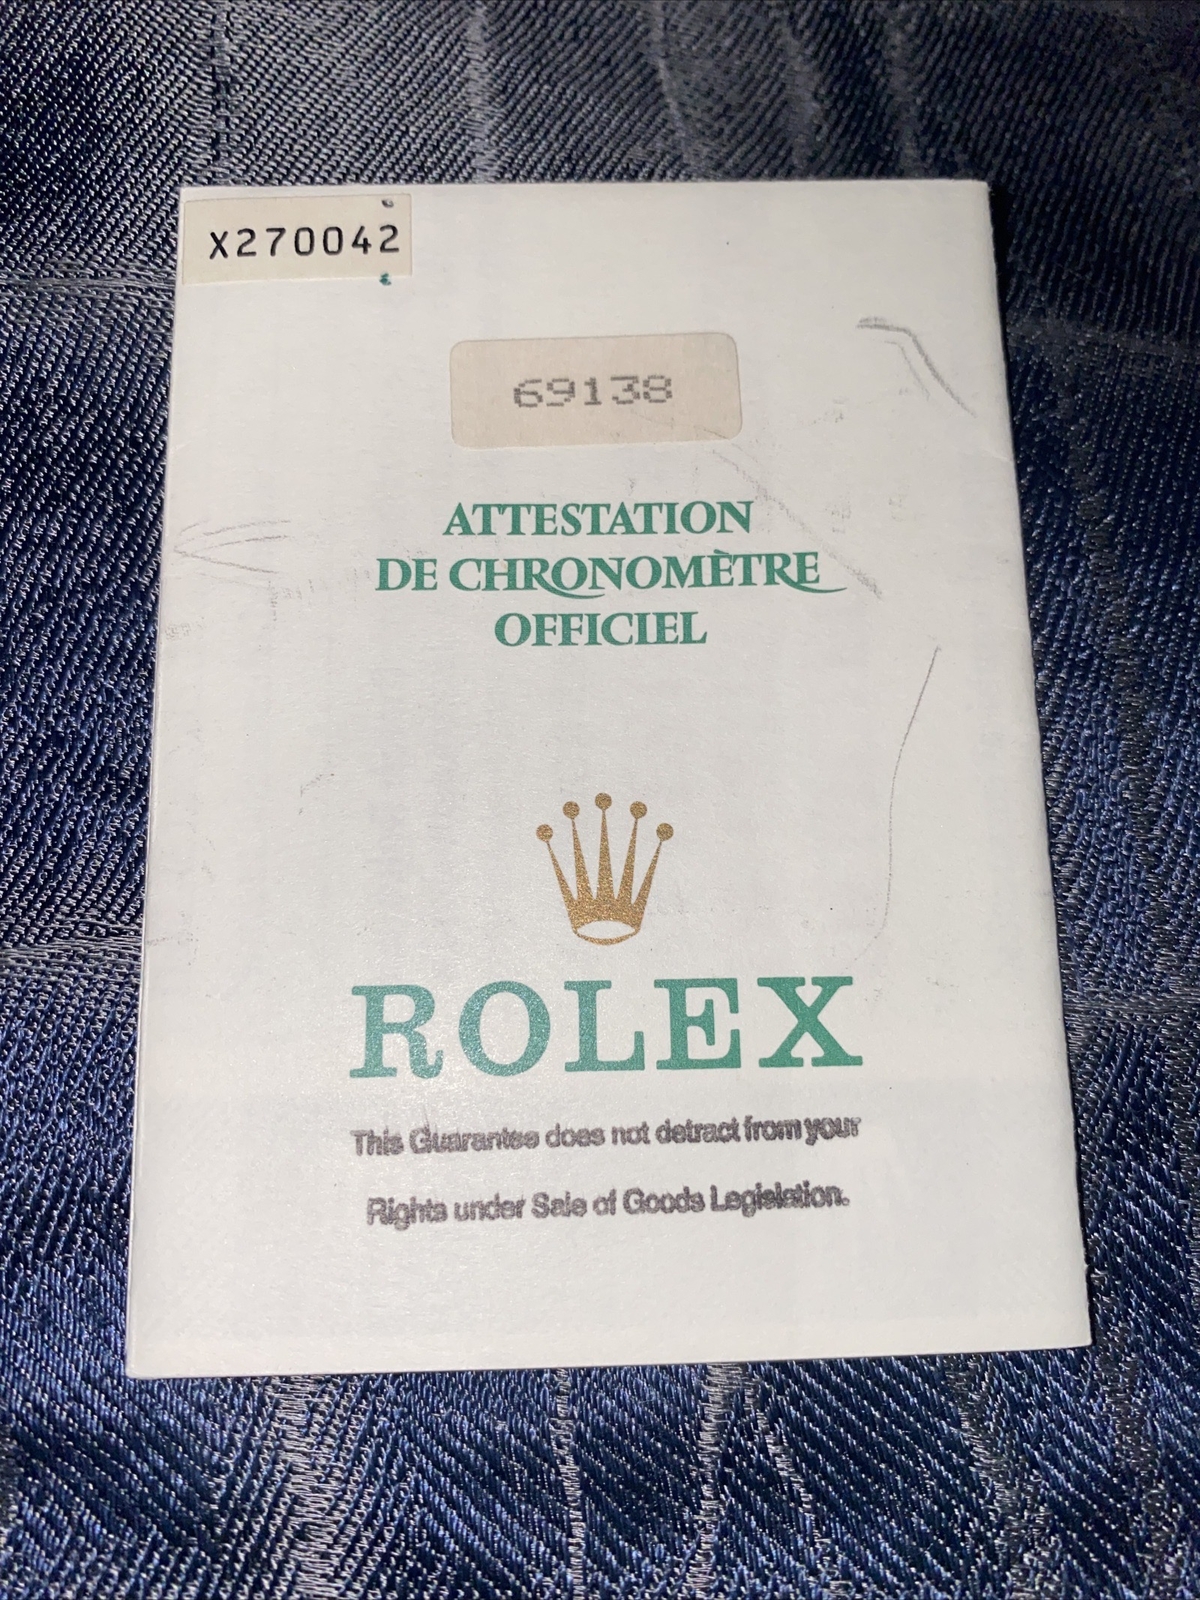 X270042
69138
ATTESTATION
DE CHRONOMÈTRE
OFFICIEL
ROLEX
This Guarantee does not detract from your
Rights under Sale of Goods Legislation.